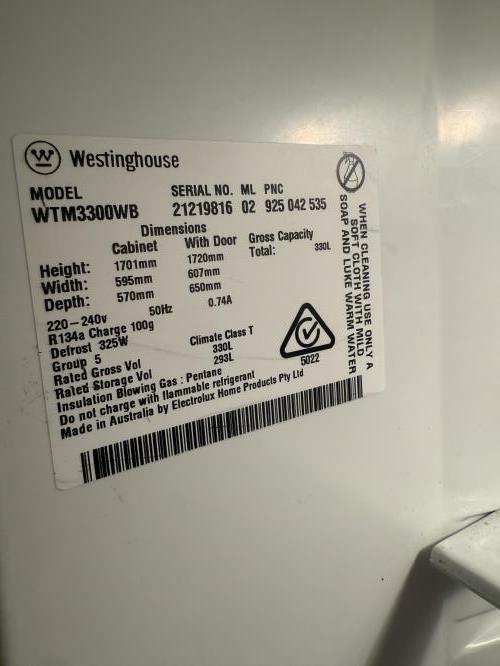 W Westinghouse
MODEL SERIAL NO. ML PNC
WTM3300WB 21219816 02 925 042 535
Dimensions
Cabinet With Door Gross Capacity
Height: 1701mm 1720mm Total: 330L
Width: 595mm 607mm
Depth: 570mm 650mm
220-240v 50Hz 0.74A
R134a Charge 100g
Defrost 325W
Group 5 Climate Class T
Rated Gross Vol 330L
Rated Storage Vol 293L
Insulation Blowing Gas : Pentane
Do not charge with flammable refrigerant
Made in Australia by Electrolux Home Products Pty Ltd
5022
WHEN CLEANING USE ONLY A
SOFT CLOTH WITH MILD
SOAP AND LUKE WARM WATER